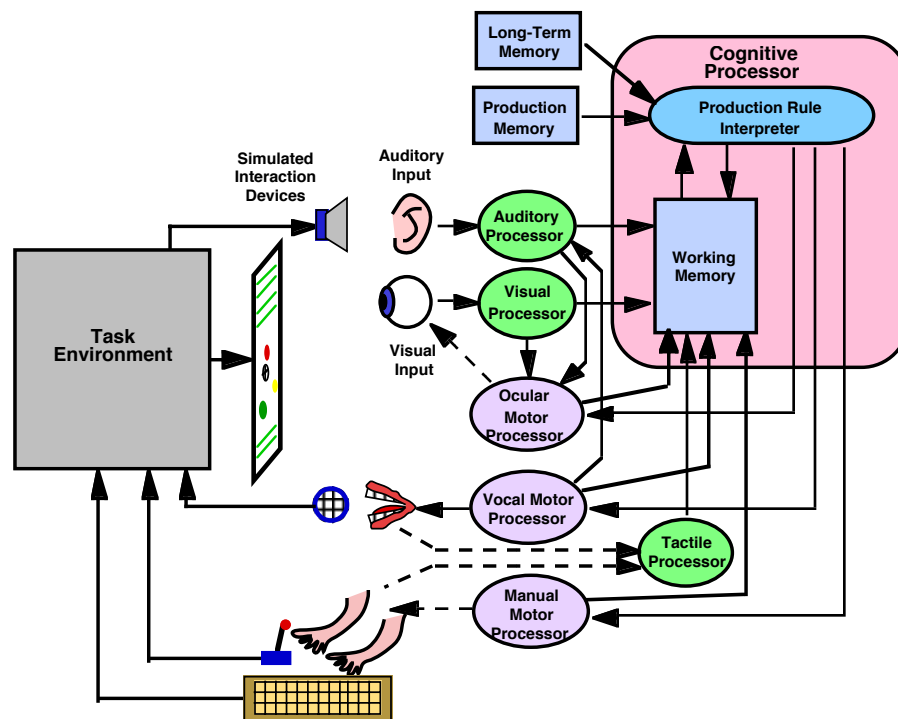 Long-Term
Memory
Cognitive
Processor
Production
Memory
Production Rule
Interpreter
Simulated
Interaction
Devices
Auditory
Input
Auditory
Processor
Working
Memory
Visual
Processor
Task
Environment
Visual
Input
Ocular
Motor
Processor
Vocal Motor
Processor
Tactile
Processor
Manual
Motor
Processor